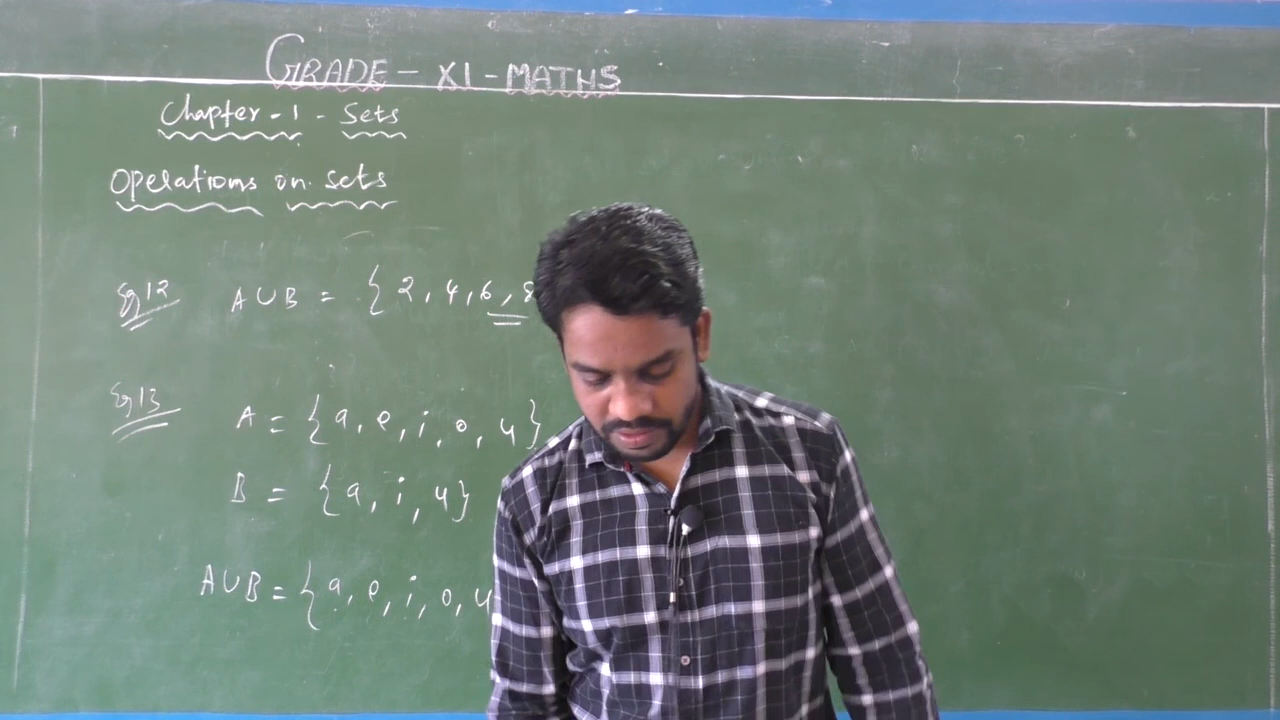 GRADE - XI - MATHS
Chapter - 1 - Sets
Operations on sets
Eg 12 A ∪ B = { 2, 4, 6, 8
Eg 13 A = { a, e, i, o, u }
B = { a, i, u }
A ∪ B = { a, e, i, o, u